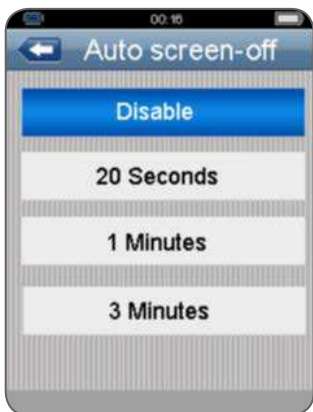 00:16
Auto screen-off
Disable
20 Seconds
1 Minutes
3 Minutes